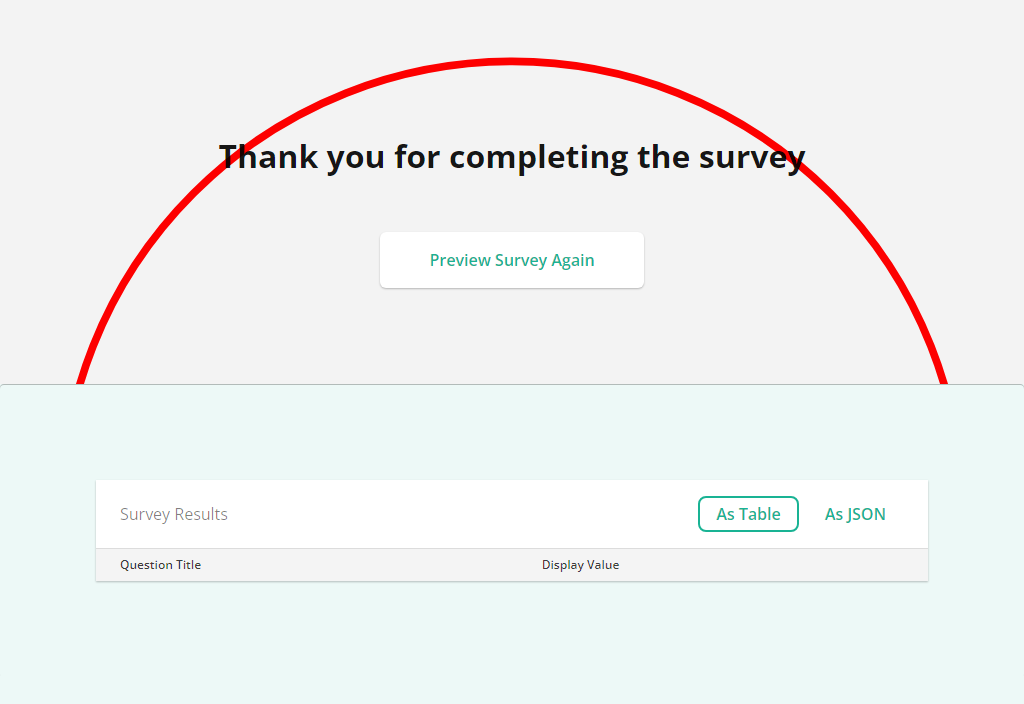 Thank you for completing the survey
Preview Survey Again
Survey Results
As Table
As JSON
Question Title
Display Value